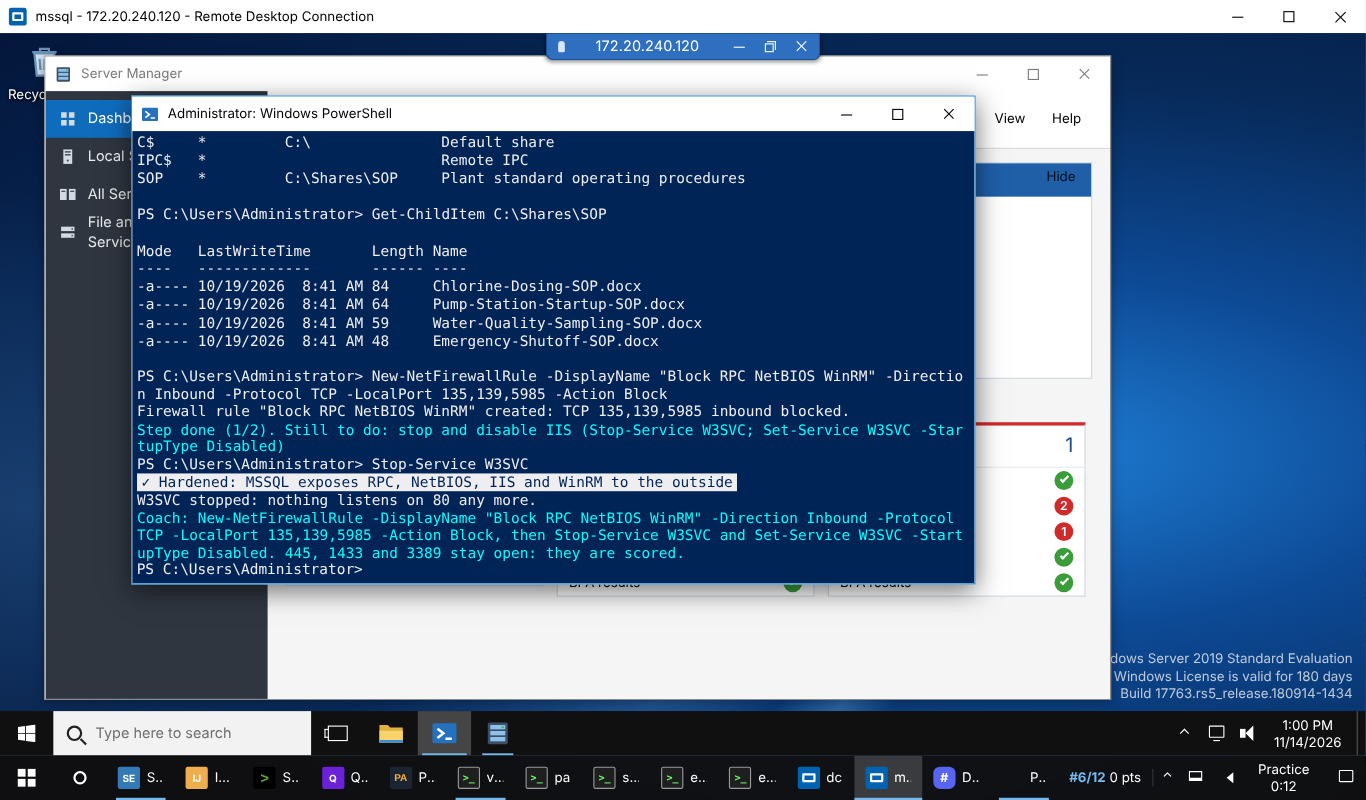 mssql - 172.20.240.120 - Remote Desktop Connection
172.20.240.120
Recyc
Server Manager
Dashb
Local S
All Ser
File an
Servic
View
Help
Hide
Administrator: Windows PowerShell
C$ * C:\ Default share
IPC$ * Remote IPC
SOP * C:\Shares\SOP Plant standard operating procedures
PS C:\Users\Administrator> Get-ChildItem C:\Shares\SOP
Mode LastWriteTime Length Name
---- ------------- ------ ----
-a---- 10/19/2026 8:41 AM 84 Chlorine-Dosing-SOP.docx
-a---- 10/19/2026 8:41 AM 64 Pump-Station-Startup-SOP.docx
-a---- 10/19/2026 8:41 AM 59 Water-Quality-Sampling-SOP.docx
-a---- 10/19/2026 8:41 AM 48 Emergency-Shutoff-SOP.docx
PS C:\Users\Administrator> New-NetFirewallRule -DisplayName "Block RPC NetBIOS WinRM" -Directio
n Inbound -Protocol TCP -LocalPort 135,139,5985 -Action Block
Firewall rule "Block RPC NetBIOS WinRM" created: TCP 135,139,5985 inbound blocked.
Step done (1/2). Still to do: stop and disable IIS (Stop-Service W3SVC; Set-Service W3SVC -Star
tupType Disabled)
PS C:\Users\Administrator> Stop-Service W3SVC
✓ Hardened: MSSQL exposes RPC, NetBIOS, IIS and WinRM to the outside
W3SVC stopped: nothing listens on 80 any more.
Coach: New-NetFirewallRule -DisplayName "Block RPC NetBIOS WinRM" -Direction Inbound -Protocol
TCP -LocalPort 135,139,5985 -Action Block, then Stop-Service W3SVC and Set-Service W3SVC -Start
upType Disabled. 445, 1433 and 3389 stay open: they are scored.
PS C:\Users\Administrator>
1
2
1
dows Server 2019 Standard Evaluation
Windows License is valid for 180 days
Build 17763.rs5_release.180914-1434
Type here to search
1:00 PM
11/14/2026
SE S..
IJ I...
> S..
Q Q..
PA P..
>_ v..
>_ pa
>_ s...
>_ e..
>_ e...
dc
m.
# D..
P..
#6/12 0 pts
Practice
0:12